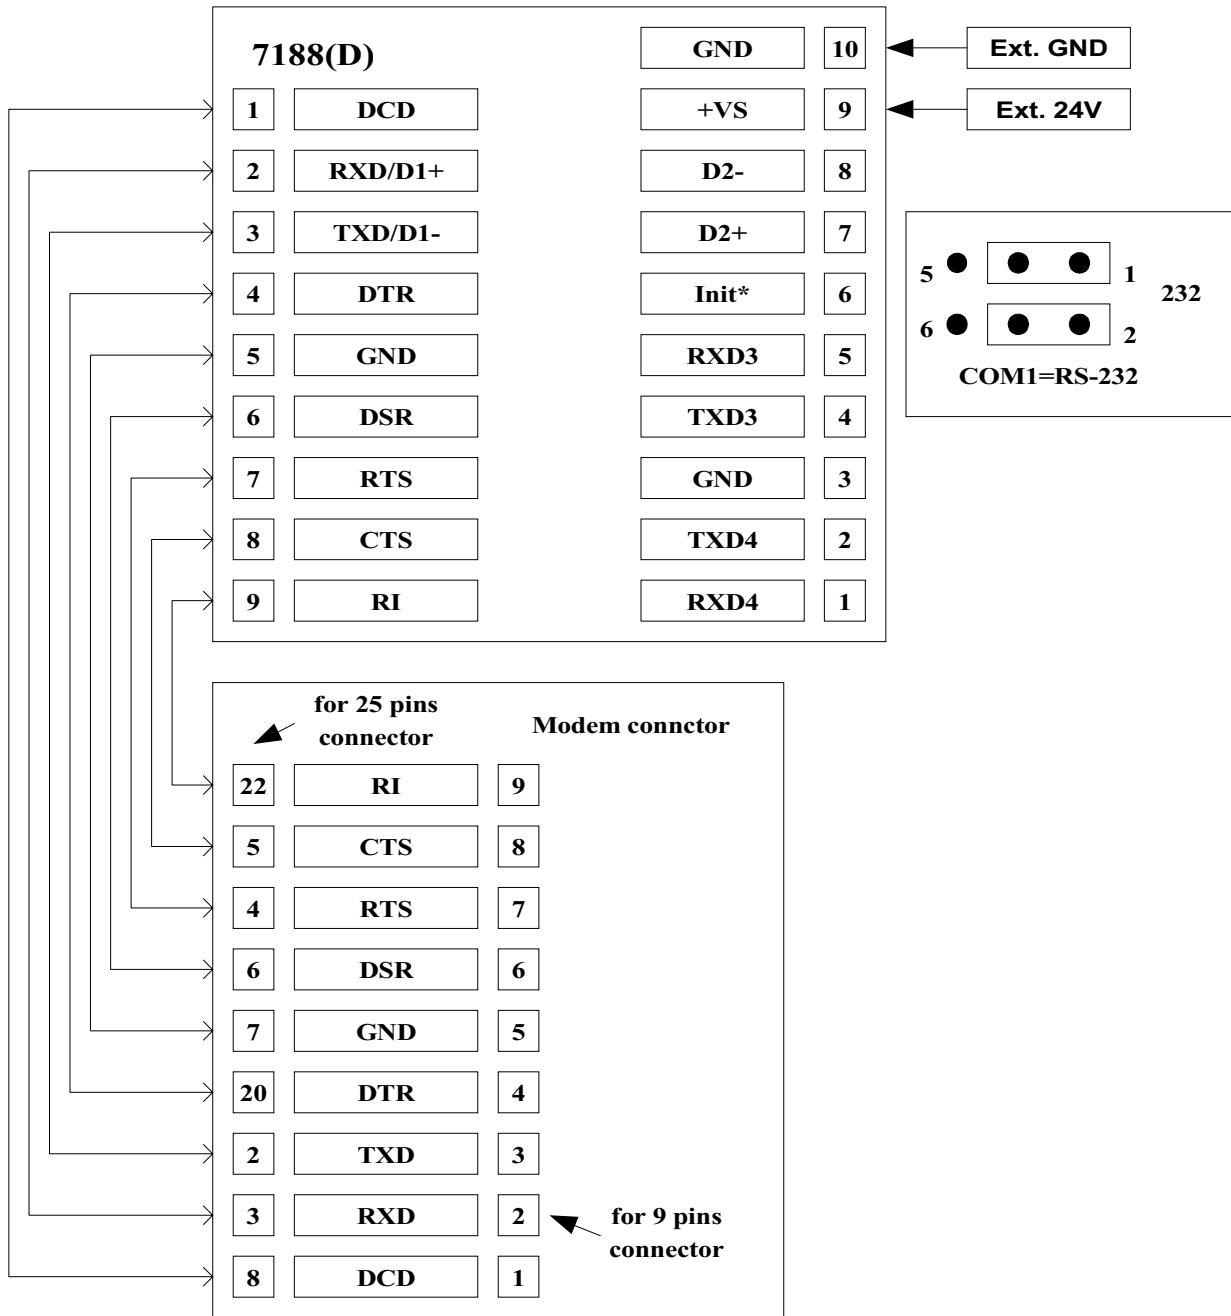 7188(D)
GND 10 Ext. GND
1 DCD +VS 9 Ext. 24V
2 RXD/D1+ D2- 8
3 TXD/D1- D2+ 7
4 DTR Init* 6
5 GND RXD3 5
6 DSR TXD3 4
7 RTS GND 3
8 CTS TXD4 2
9 RI RXD4 1
5 1
232
6 2
COM1=RS-232
for 25 pins
connector
Modem connctor
22 RI 9
5 CTS 8
4 RTS 7
6 DSR 6
7 GND 5
20 DTR 4
2 TXD 3
3 RXD 2
for 9 pins
connector
8 DCD 1